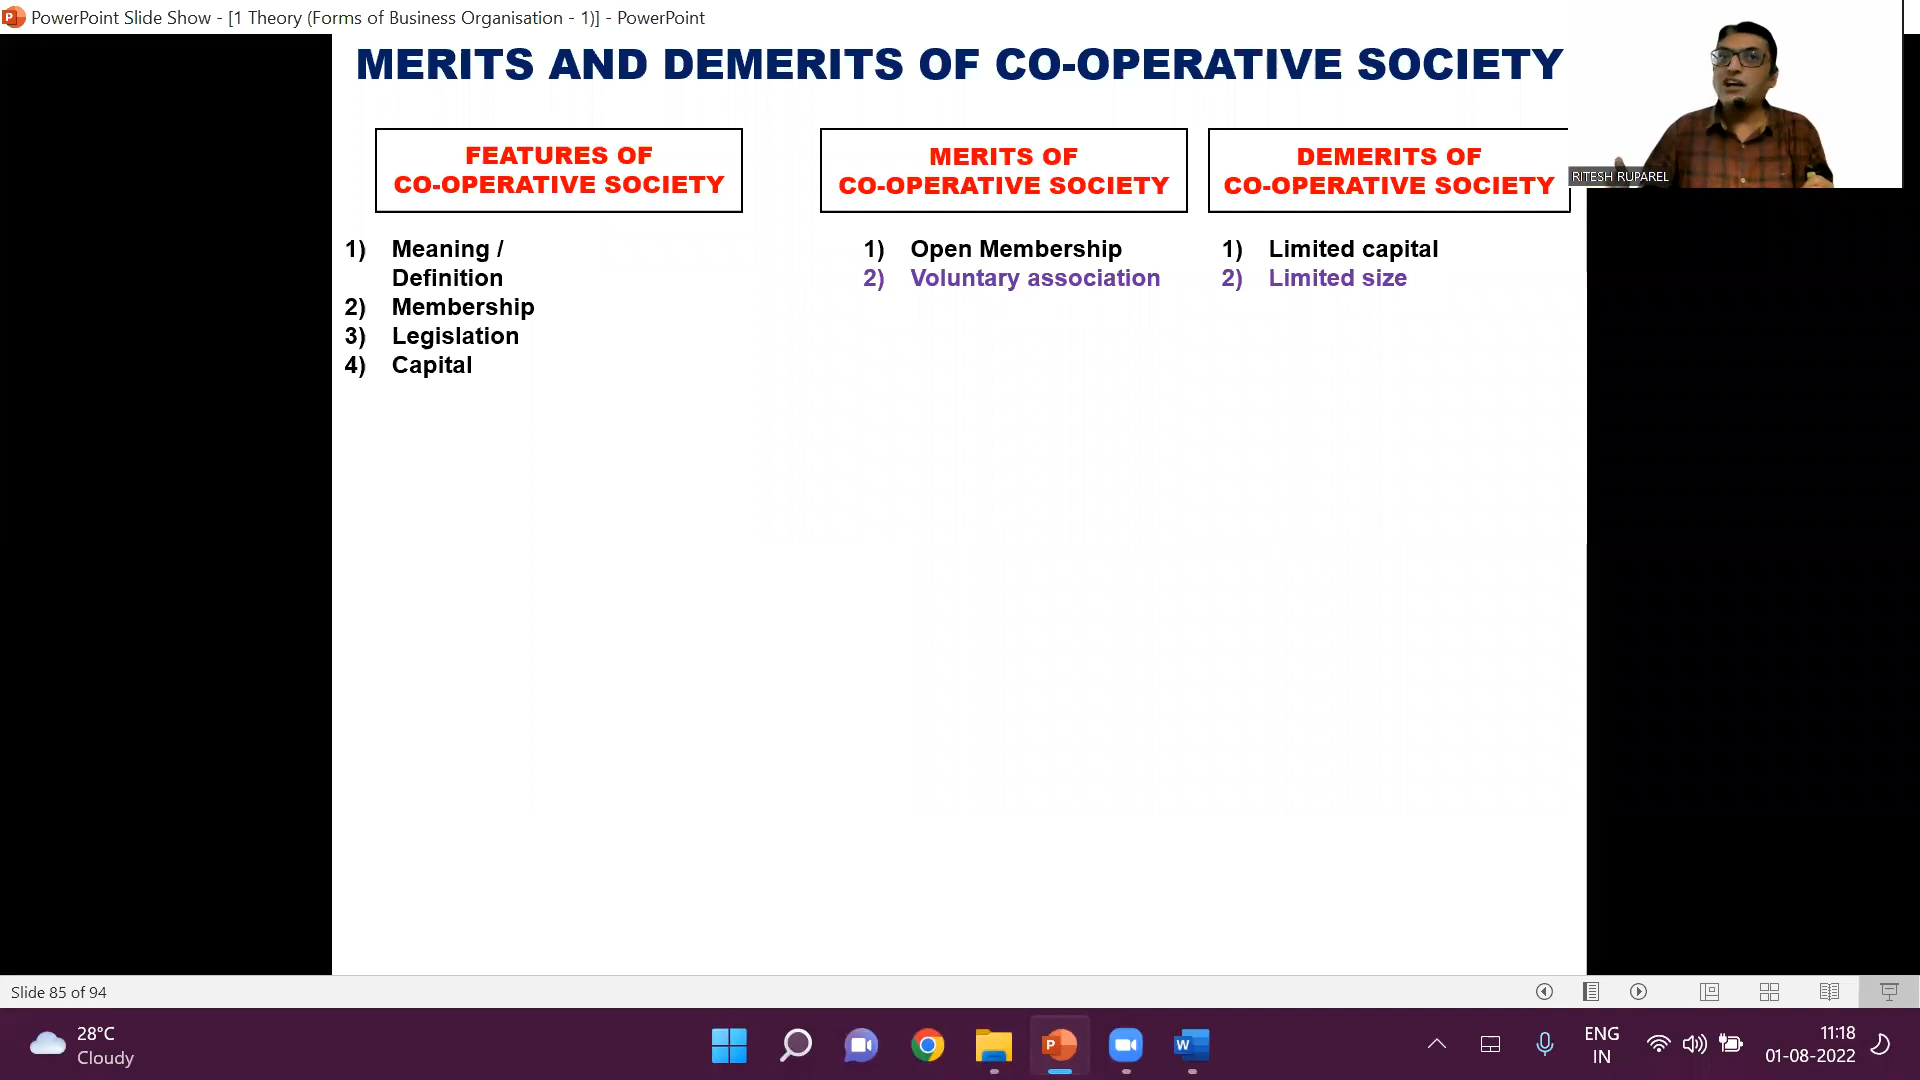 PowerPoint Slide Show - [1 Theory (Forms of Business Organisation - 1)] - PowerPoint
MERITS AND DEMERITS OF CO-OPERATIVE SOCIETY
FEATURES OF
CO-OPERATIVE SOCIETY
1) Meaning /
Definition
2) Membership
3) Legislation
4) Capital
MERITS OF
CO-OPERATIVE SOCIETY
1) Open Membership
2) Voluntary association
DEMERITS OF
CO-OPERATIVE SOCIETY
1) Limited capital
2) Limited size
RITESH RUPAREL
Slide 85 of 94
28°C
Cloudy
ENG
IN
11:18
01-08-2022